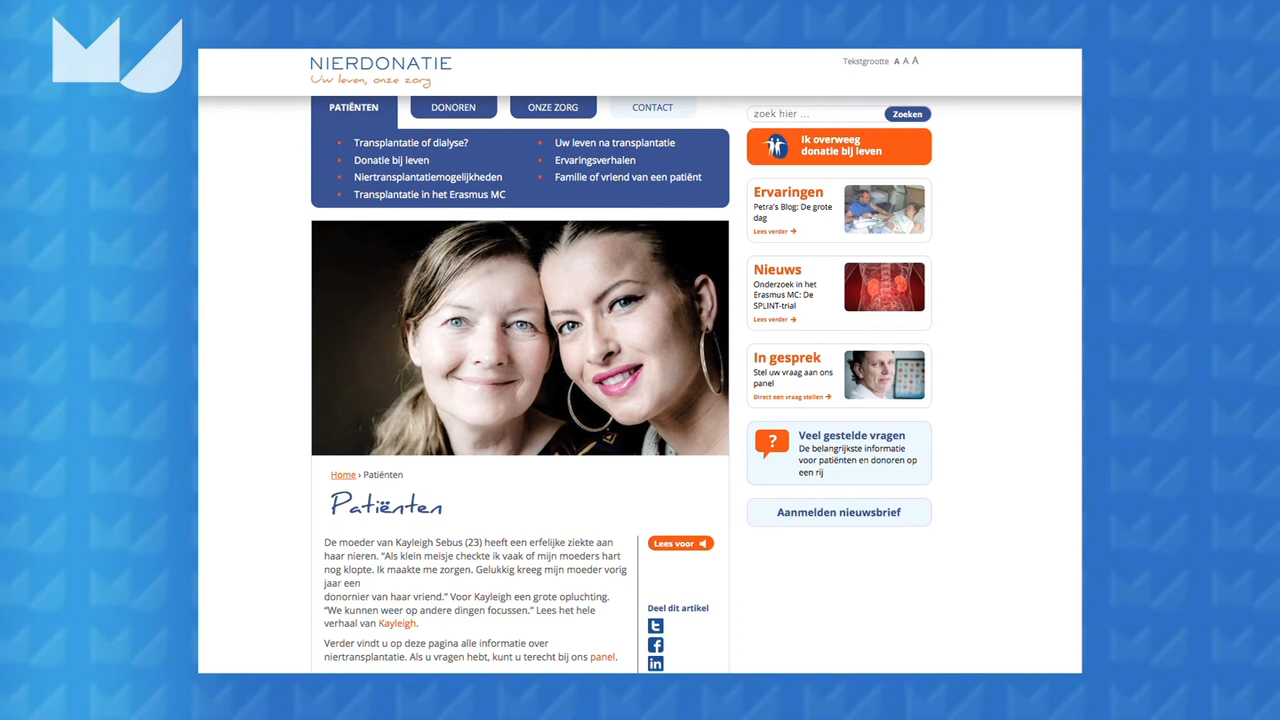 NIERDONATIE
Uw leven, onze zorg
Tekstgrootte A A A
PATIËNTEN
DONOREN
ONZE ZORG
CONTACT
Transplantatie of dialyse?
Donatie bij leven
Niertransplantatiemogelijkheden
Transplantatie in het Erasmus MC
Uw leven na transplantatie
Ervaringsverhalen
Familie of vriend van een patiënt
zoek hier ...
Zoeken
Ik overweeg
donatie bij leven
Ervaringen
Petra's Blog: De grote
dag
Lees verder
Nieuws
Onderzoek in het
Erasmus MC: De
SPLINT-trial
Lees verder
In gesprek
Stel uw vraag aan ons
panel
Direct een vraag stellen
?
Veel gestelde vragen
De belangrijkste informatie
voor patiënten en donoren op
een rij
Aanmelden nieuwsbrief
Home › Patiënten
Patiënten
De moeder van Kayleigh Sebus (23) heeft een erfelijke ziekte aan
haar nieren. “Als klein meisje checkte ik vaak of mijn moeders hart
nog klopte. Ik maakte me zorgen. Gelukkig kreeg mijn moeder vorig
jaar een
donornier van haar vriend.” Voor Kayleigh een grote opluchting.
“We kunnen weer op andere dingen focussen.” Lees het hele
verhaal van Kayleigh.
Verder vindt u op deze pagina alle informatie over
niertransplantatie. Als u vragen hebt, kunt u terecht bij ons panel.
Lees voor
Deel dit artikel